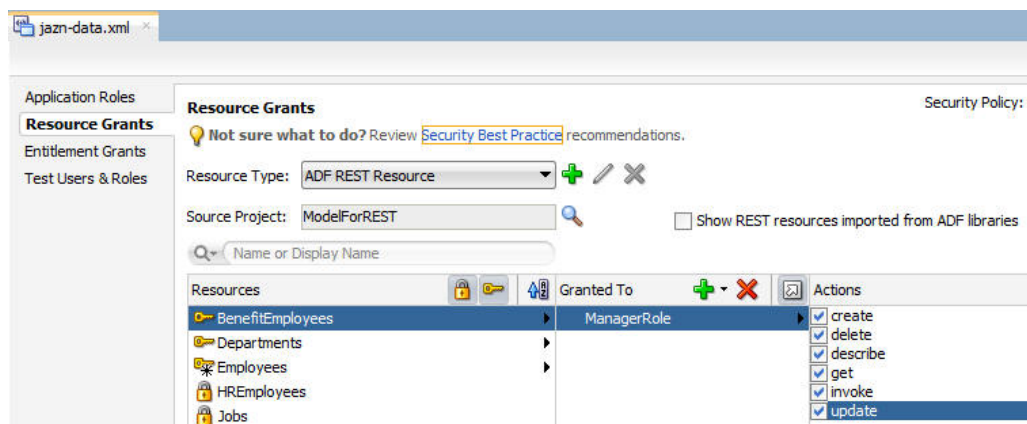 jazn-data.xml
Application Roles
Resource Grants
Entitlement Grants
Test Users & Roles
Resource Grants
Security Policy:
Not sure what to do? Review Security Best Practice recommendations.
Resource Type: ADF REST Resource
Source Project: ModelForREST
Show REST resources imported from ADF libraries
Name or Display Name
Resources Granted To Actions
BenefitEmployees ManagerRole create
Departments delete
describe
Employees get
HREmployees invoke
Jobs update